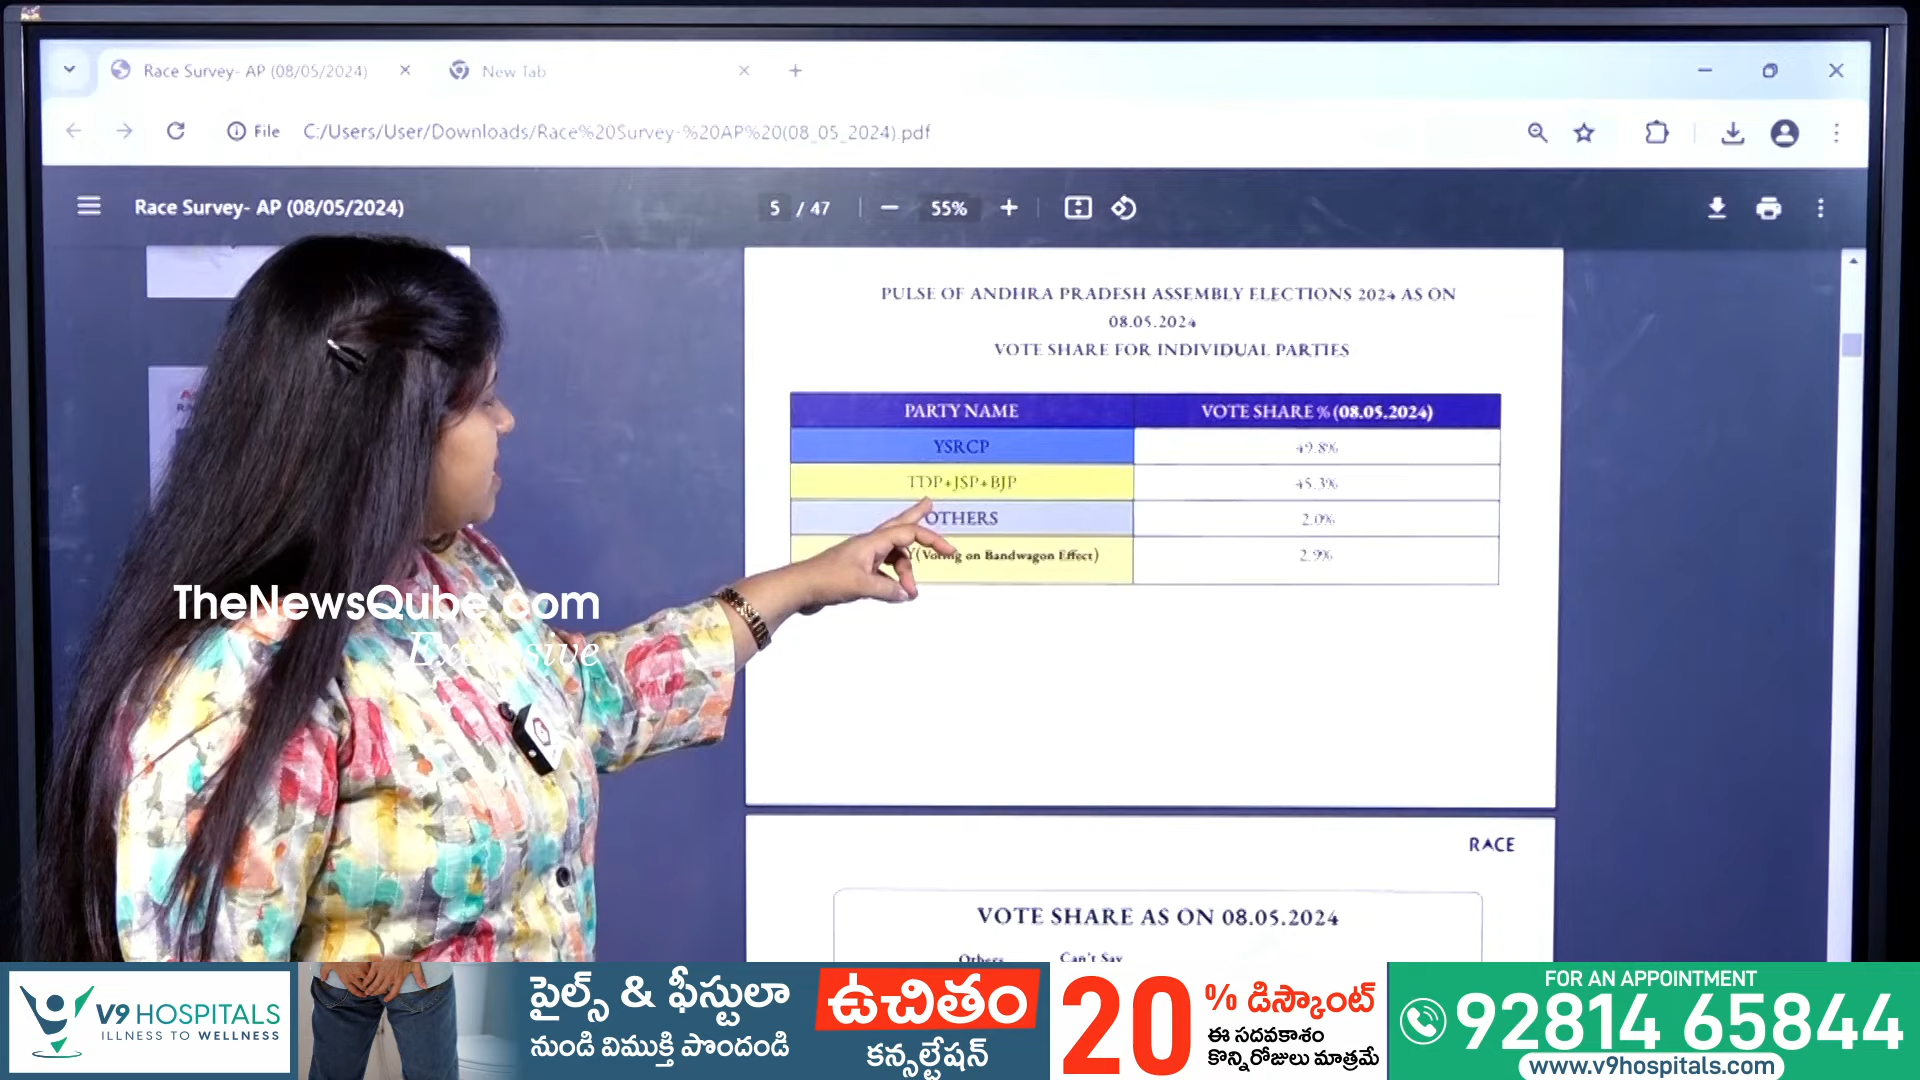 Race Survey- AP (08/05/2024)
New Tab
File
C:/Users/User/Downloads/Race%20Survey-%20AP%20(08_05_2024).pdf
Race Survey- AP (08/05/2024)
5 / 47
55%
PULSE OF ANDHRA PRADESH ASSEMBLY ELECTIONS 2024 AS ON
08.05.2024
VOTE SHARE FOR INDIVIDUAL PARTIES
PARTY NAME VOTE SHARE % (08.05.2024)
YSRCP 49.8%
TDP+JSP+BJP 45.3%
OTHERS 2.0%
Y(Voting on Bandwagon Effect) 2.9%
TheNewsQube.com
Exclusive
RACE
VOTE SHARE AS ON 08.05.2024
Others Can't Say
V9 HOSPITALS
ILLNESS TO WELLNESS
పైల్స్ & ఫిస్టులా
నుండి విముక్తి పొందండి
ఉచితం
కన్సల్టేషన్
20 % డిస్కౌంట్
ఈ సదవకాశం
కొన్నిరోజులు మాత్రమే
FOR AN APPOINTMENT
92814 65844
www.v9hospitals.com